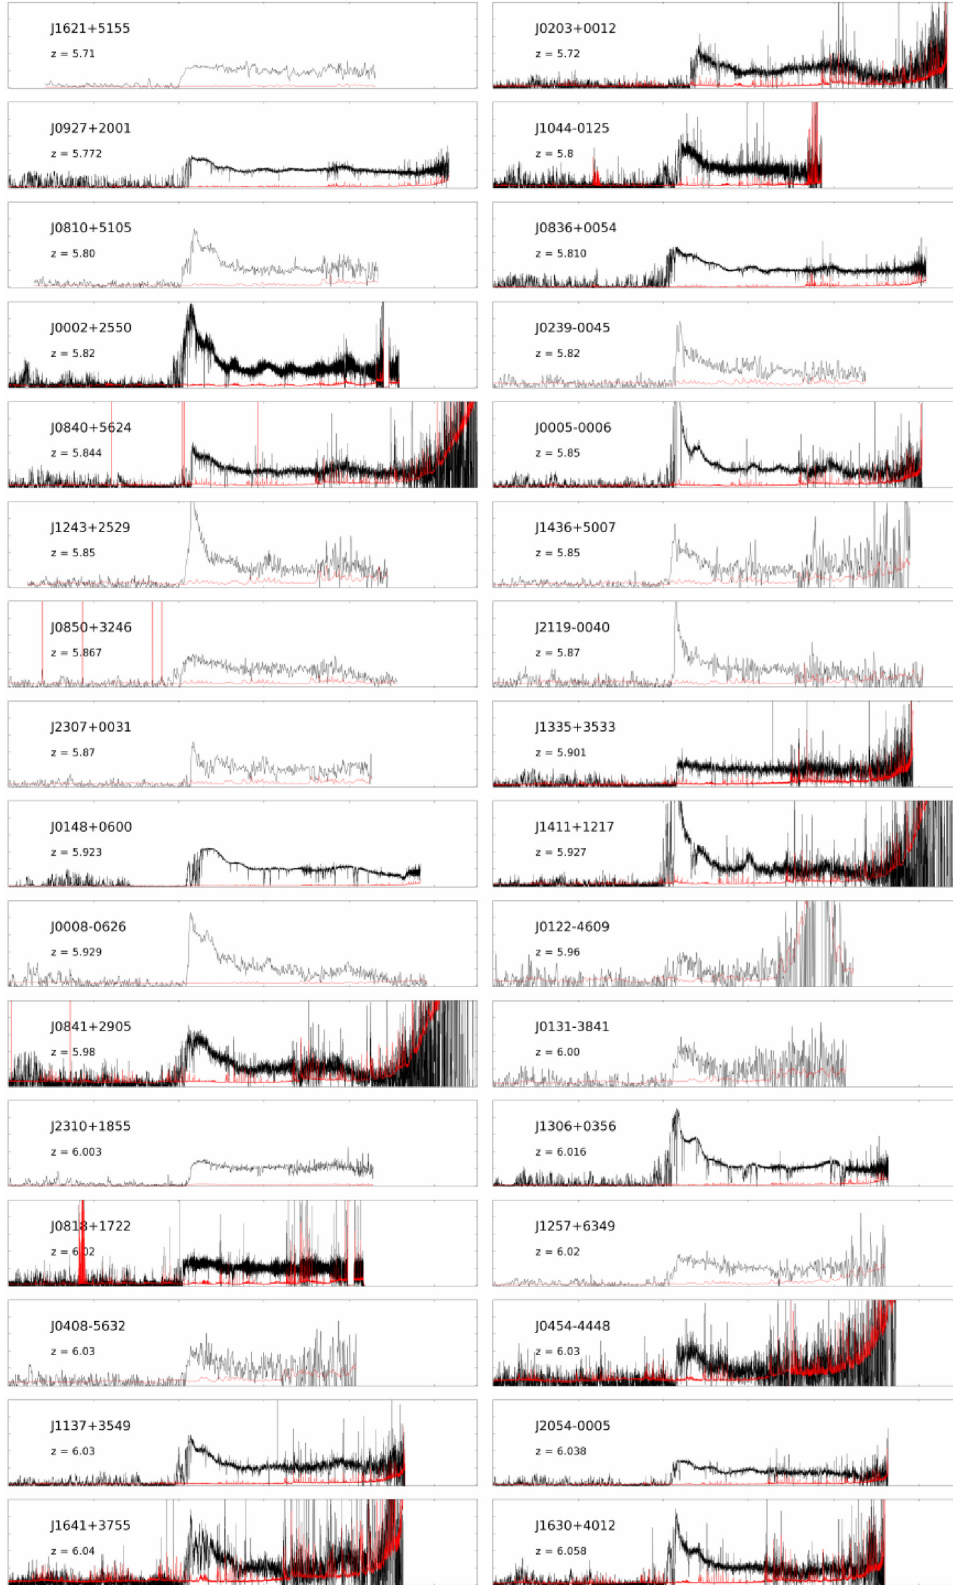 J1621+5155
z = 5.71
J0203+0012
z = 5.72
J0927+2001
z = 5.772
J1044-0125
z = 5.8
J0810+5105
z = 5.80
J0836+0054
z = 5.810
J0002+2550
z = 5.82
J0239-0045
z = 5.82
J0840+5624
z = 5.844
J0005-0006
z = 5.85
J1243+2529
z = 5.85
J1436+5007
z = 5.85
J0850+3246
z = 5.867
J2119-0040
z = 5.87
J2307+0031
z = 5.87
J1335+3533
z = 5.901
J0148+0600
z = 5.923
J1411+1217
z = 5.927
J0008-0626
z = 5.929
J0122-4609
z = 5.96
J0841+2905
z = 5.98
J0131-3841
z = 6.00
J2310+1855
z = 6.003
J1306+0356
z = 6.016
J0818+1722
z = 6.02
J1257+6349
z = 6.02
J0408-5632
z = 6.03
J0454-4448
z = 6.03
J1137+3549
z = 6.03
J2054-0005
z = 6.038
J1641+3755
z = 6.04
J1630+4012
z = 6.058